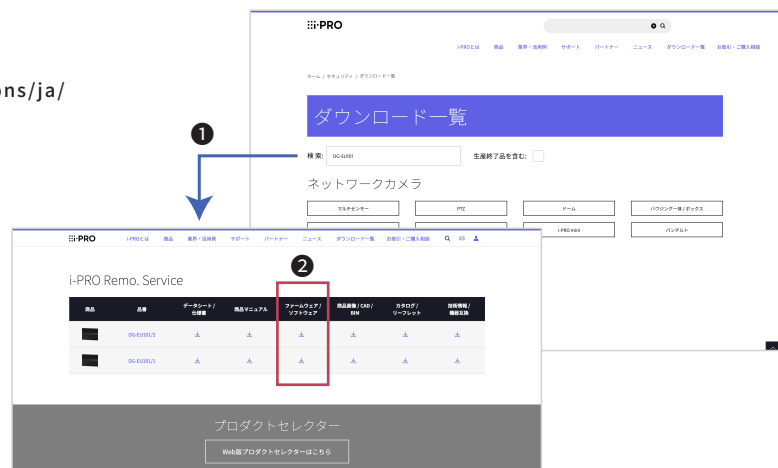 ons/ja/
i-PRO
i-PROとは 商品 業界・活用例 サポート パートナー ニュース ダウンロード一覧 お取引・ご購入相談
ホーム / セキュリティ / ダウンロード一覧
ダウンロード一覧
❶
検索: DG-EU101 生産終了品を含む:
ネットワークカメラ
マルチセンサー PTZ ドーム ハウジング一体/ボックス
i-PRO mini パンチルト
i-PRO i-PROとは 商品 業界・活用例 サポート パートナー ニュース ダウンロード一覧 お取引・ご購入相談
❷
i-PRO Remo. Service
商品 品番 データシート/仕様書 商品マニュアル ファームウェア/ソフトウェア 商品画像/CAD/BIM カタログ/リーフレット 技術情報/機器互換
DG-EU101/2
DG-EU101/1
プロダクトセレクター
Web版プロダクトセレクターはこちら